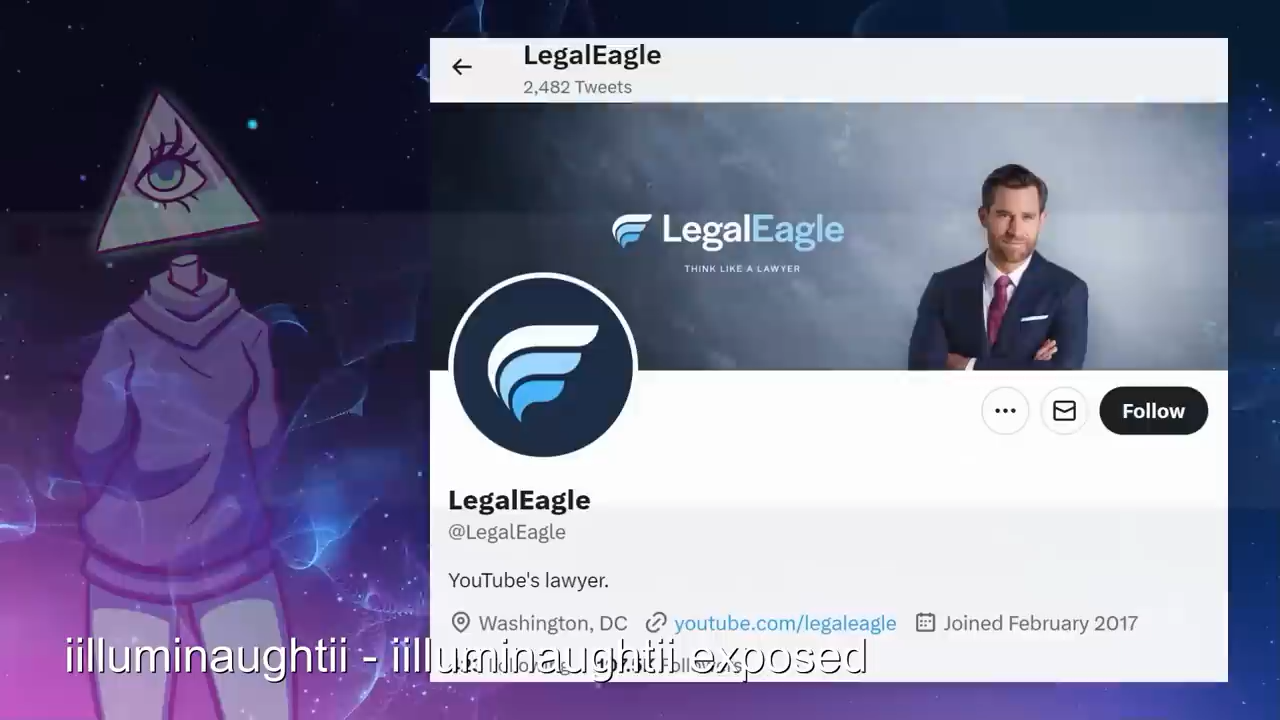 LegalEagle
2,482 Tweets
LegalEagle
THINK LIKE A LAWYER
Follow
LegalEagle
@LegalEagle
YouTube's lawyer.
Washington, DC youtube.com/legaleagle Joined February 2017
iilluminaughtii - iilluminaughtii exposed